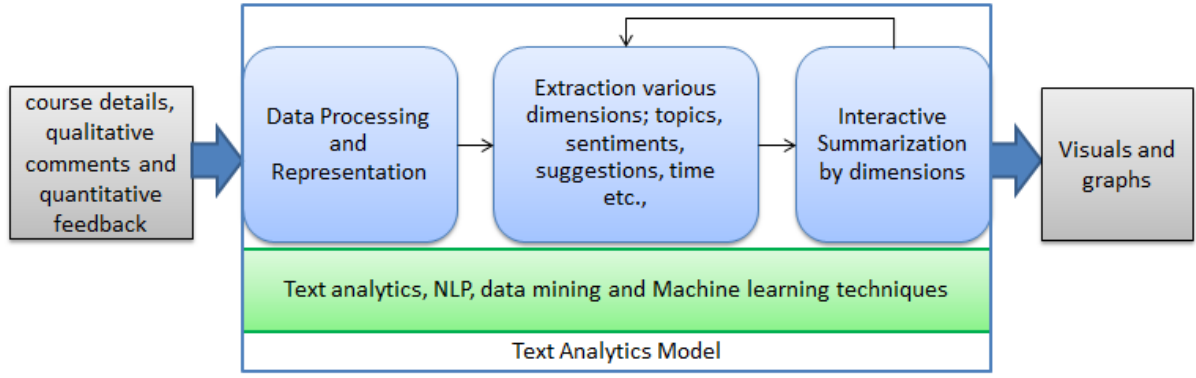 course details,
qualitative
comments and
quantitative
feedback
Data Processing
and
Representation
Extraction various
dimensions; topics,
sentiments,
suggestions, time
etc.,
Interactive
Summarization
by dimensions
Visuals and
graphs
Text analytics, NLP, data mining and Machine learning techniques
Text Analytics Model